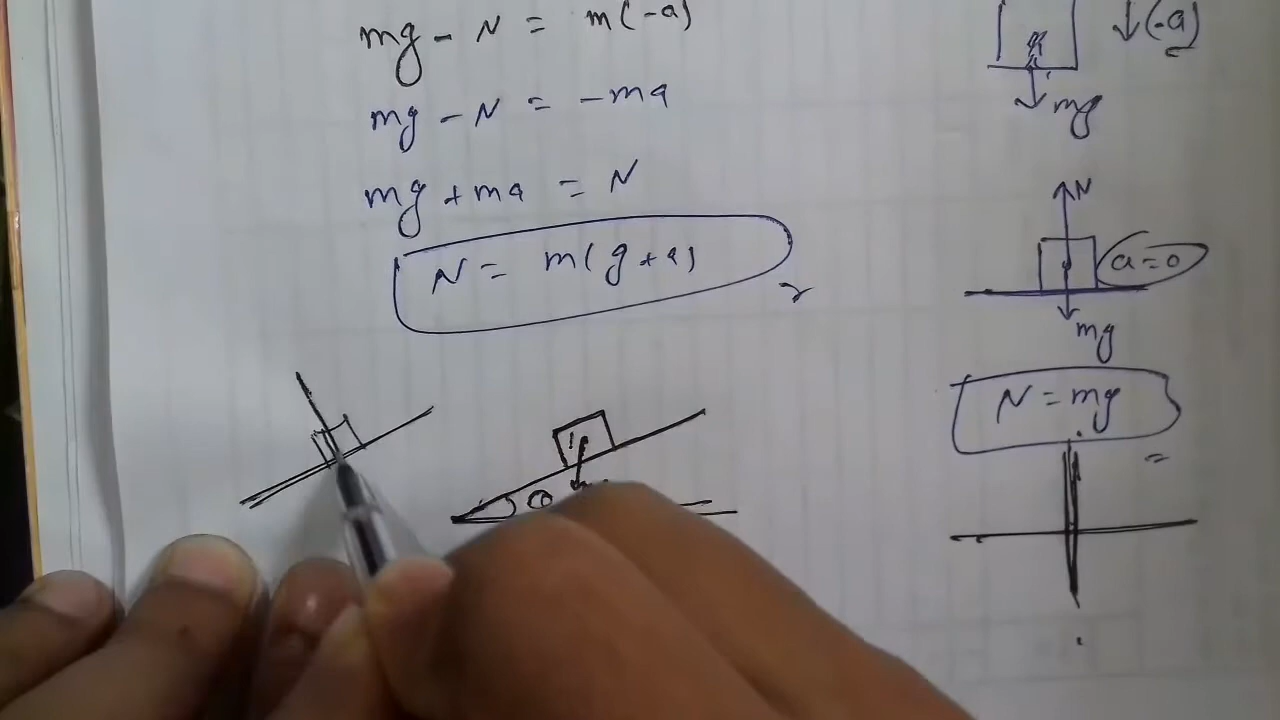 mg - N = m(-a)
mg - N = -ma
mg + ma = N
N = m(g+a)
(-a)
mg
N
a=0
mg
N = mg